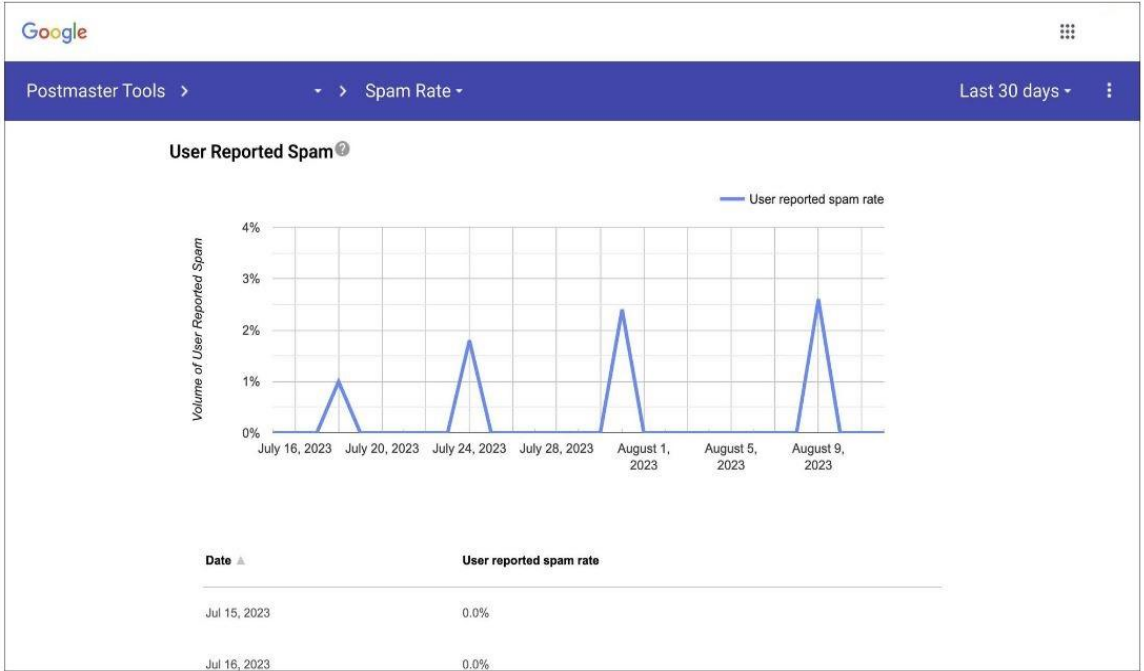 Google
Postmaster Tools > > Spam Rate Last 30 days
User Reported Spam ?
User reported spam rate
Volume of User Reported Spam
4%
3%
2%
1%
0%
July 16, 2023 July 20, 2023 July 24, 2023 July 28, 2023 August 1, 2023 August 5, 2023 August 9, 2023
Date User reported spam rate
Jul 15, 2023 0.0%
Jul 16, 2023 0.0%